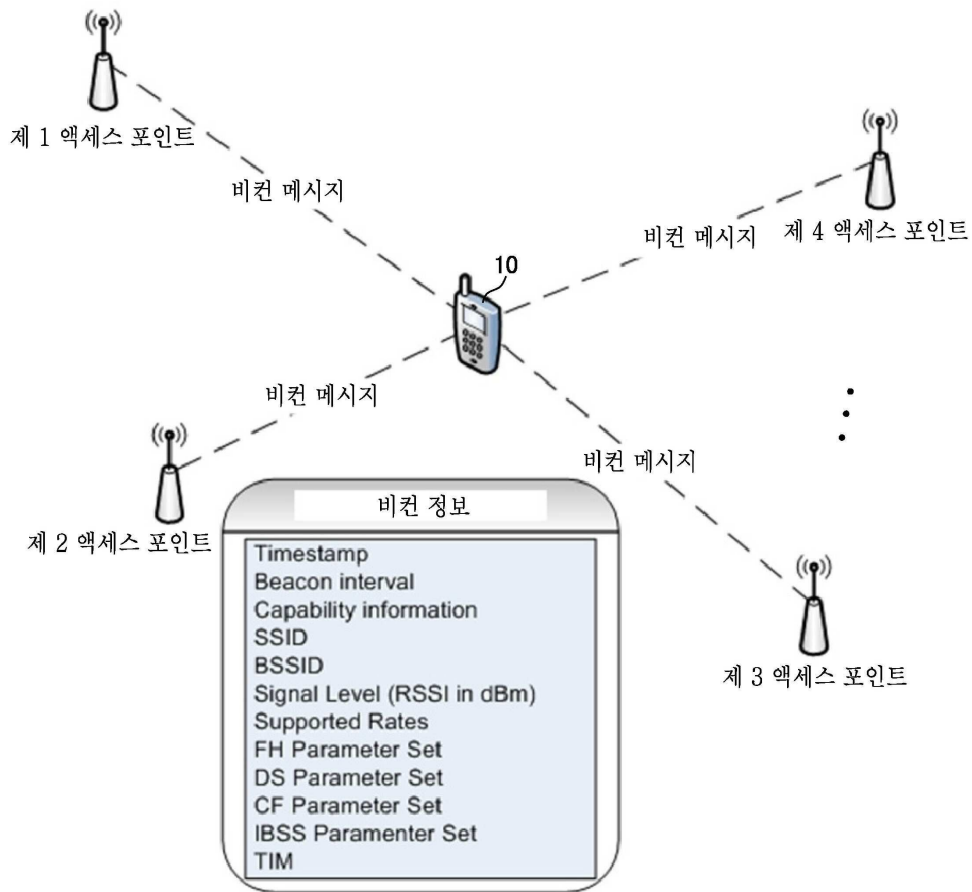 제 1 액세스 포인트
비컨 메시지
제 4 액세스 포인트
비컨 메시지
10
비컨 메시지
비컨 메시지
제 2 액세스 포인트
제 3 액세스 포인트
비컨 정보
Timestamp
Beacon interval
Capability information
SSID
BSSID
Signal Level (RSSI in dBm)
Supported Rates
FH Parameter Set
DS Parameter Set
CF Parameter Set
IBSS Paramenter Set
TIM